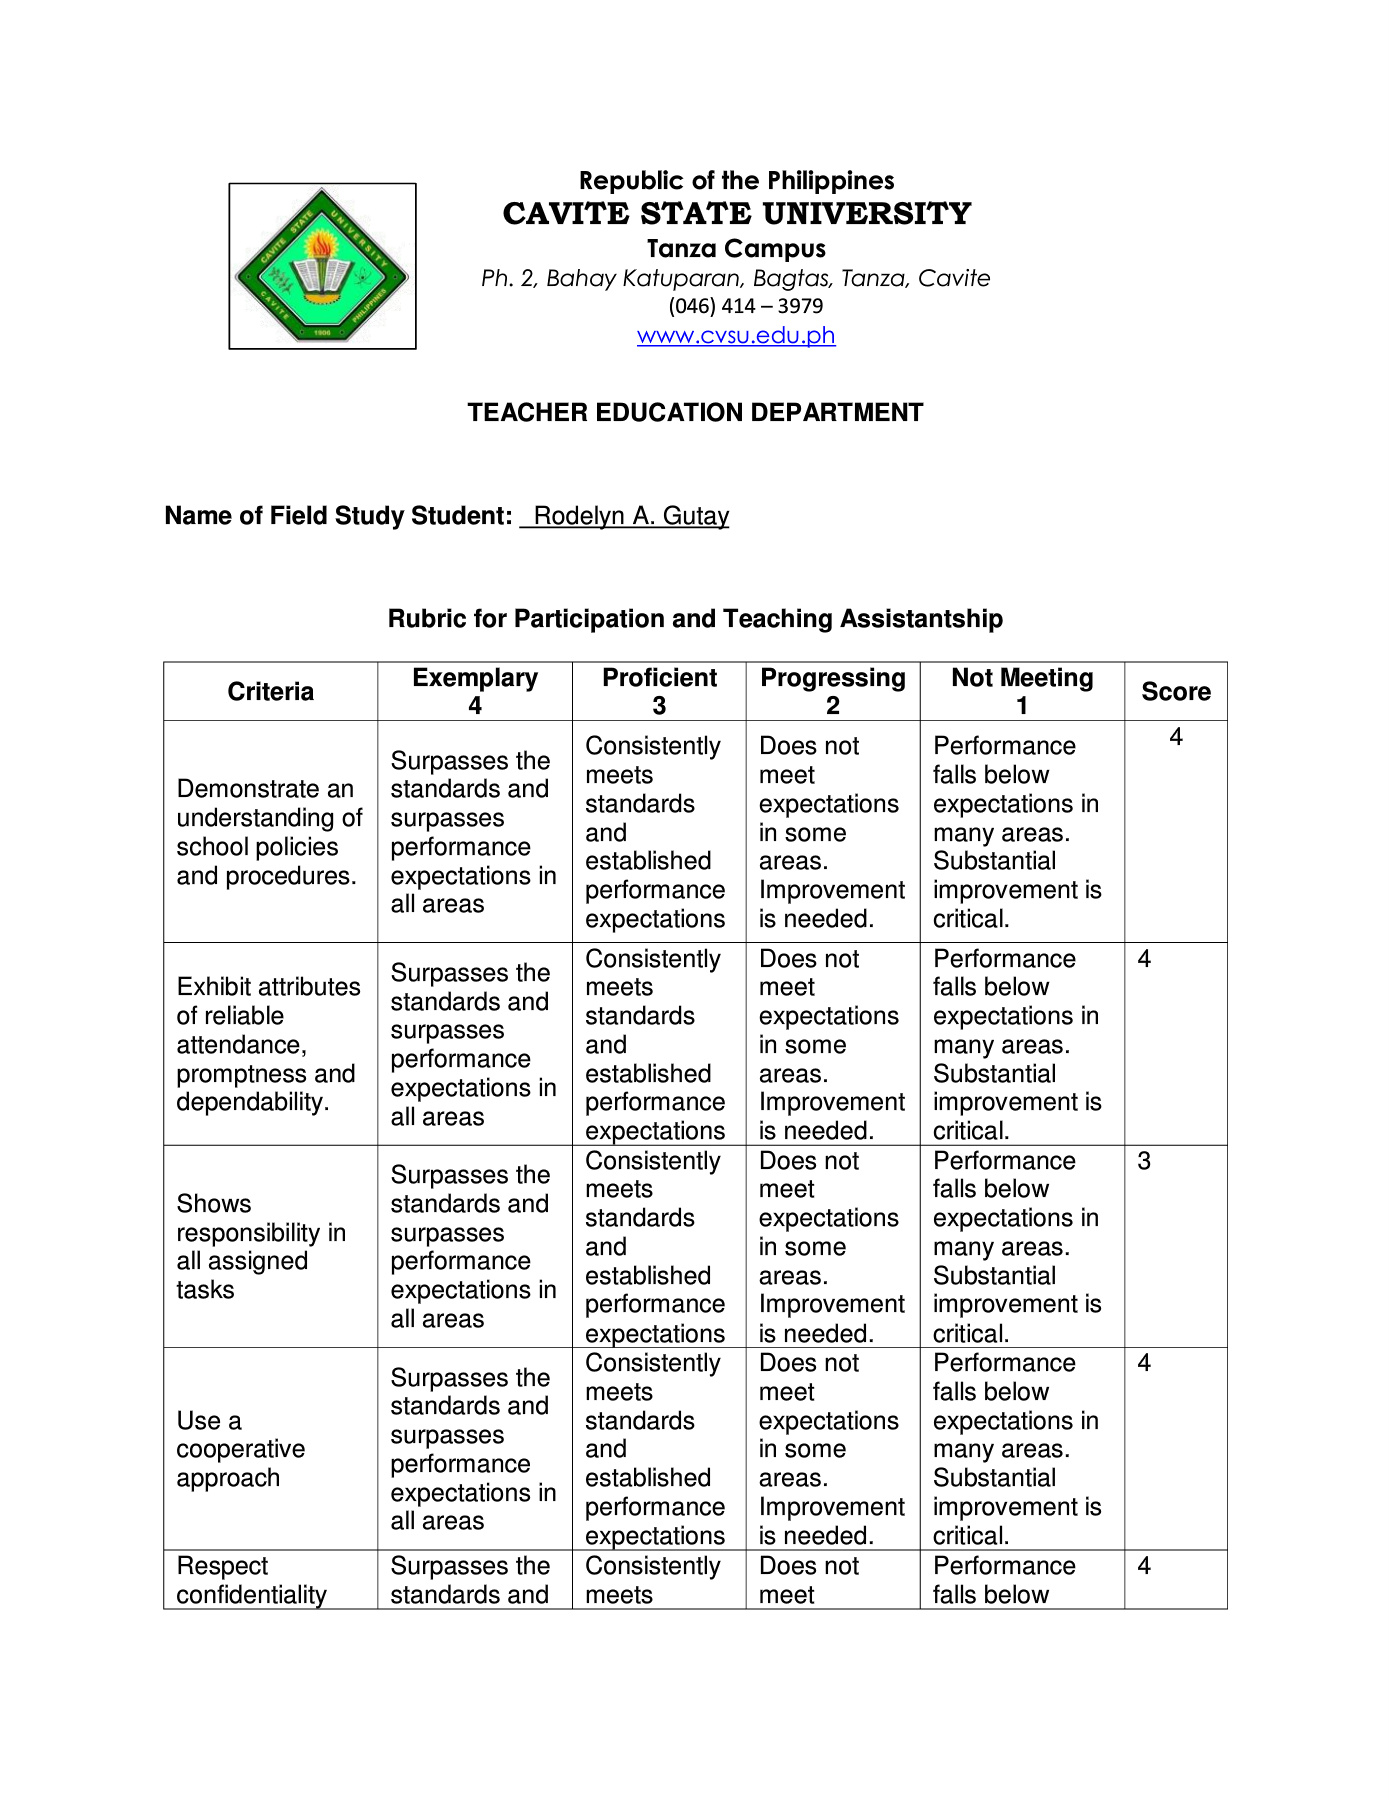 Republic of the Philippines
CAVITE STATE UNIVERSITY
Tanza Campus
Ph. 2, Bahay Katuparan, Bagtas, Tanza, Cavite
(046) 414 – 3979
www.cvsu.edu.ph
CAVITE STATE UNIVERSITY
CAVITE PHILIPPINES
1906
TEACHER EDUCATION DEPARTMENT
Name of Field Study Student: Rodelyn A. Gutay
Rubric for Participation and Teaching Assistantship
Criteria
Exemplary
4
Proficient
3
Progressing
2
Not Meeting
1
Score
Demonstrate an
understanding of
school policies
and procedures.
Surpasses the
standards and
surpasses
performance
expectations in
all areas
Consistently
meets
standards
and
established
performance
expectations
Does not
meet
expectations
in some
areas.
Improvement
is needed.
Performance
falls below
expectations in
many areas.
Substantial
improvement is
critical.
4
Exhibit attributes
of reliable
attendance,
promptness and
dependability.
Surpasses the
standards and
surpasses
performance
expectations in
all areas
Consistently
meets
standards
and
established
performance
expectations
Does not
meet
expectations
in some
areas.
Improvement
is needed.
Performance
falls below
expectations in
many areas.
Substantial
improvement is
critical.
4
Shows
responsibility in
all assigned
tasks
Surpasses the
standards and
surpasses
performance
expectations in
all areas
Consistently
meets
standards
and
established
performance
expectations
Does not
meet
expectations
in some
areas.
Improvement
is needed.
Performance
falls below
expectations in
many areas.
Substantial
improvement is
critical.
3
Use a
cooperative
approach
Surpasses the
standards and
surpasses
performance
expectations in
all areas
Consistently
meets
standards
and
established
performance
expectations
Does not
meet
expectations
in some
areas.
Improvement
is needed.
Performance
falls below
expectations in
many areas.
Substantial
improvement is
critical.
4
Respect
confidentiality
Surpasses the
standards and
Consistently
meets
Does not
meet
Performance
falls below
4